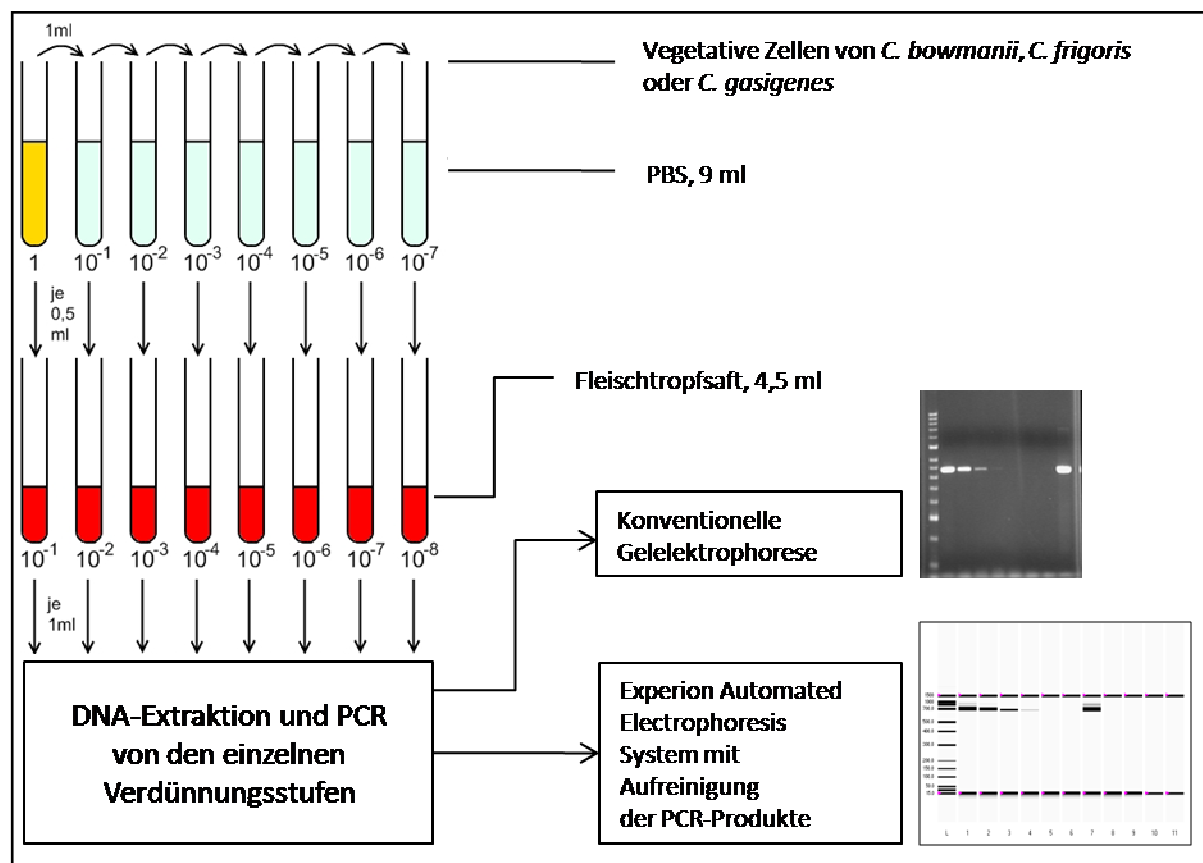 1ml
Vegetative Zellen von C. bowmanii, C. frigoris
oder C. gasigenes
PBS, 9 ml
1 10⁻¹ 10⁻² 10⁻³ 10⁻⁴ 10⁻⁵ 10⁻⁶ 10⁻⁷
je
0,5
ml
Fleischtropfsaft, 4,5 ml
10⁻¹ 10⁻² 10⁻³ 10⁻⁴ 10⁻⁵ 10⁻⁶ 10⁻⁷ 10⁻⁸
je
1ml
Konventionelle
Gelelektrophorese
DNA-Extraktion und PCR
von den einzelnen
Verdünnungsstufen
Experion Automated
Electrophoresis
System mit
Aufreinigung
der PCR-Produkte
L 1 2 3 4 5 6 7 8 9 10 11